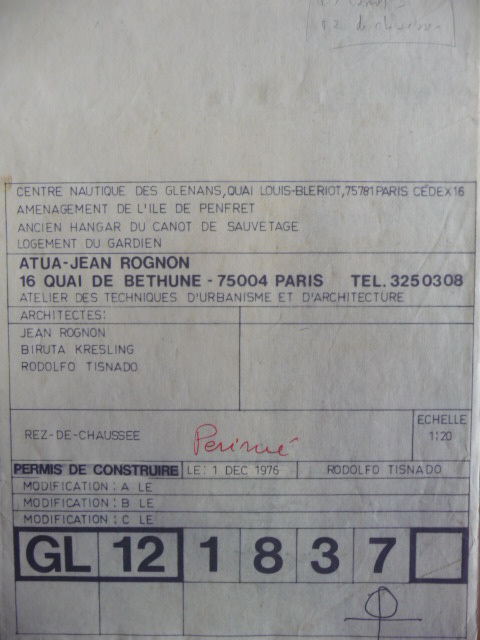 CENTRE NAUTIQUE DES GLENANS, QUAI LOUIS-BLERIOT, 75781 PARIS CÉDEX 16
AMENAGEMENT DE L'ILE DE PENFRET
ANCIEN HANGAR DU CANOT DE SAUVETAGE
LOGEMENT DU GARDIEN
ATUA-JEAN ROGNON
16 QUAI DE BETHUNE - 75004 PARIS TEL. 3250308
ATELIER DES TECHNIQUES D'URBANISME ET D'ARCHITECTURE
ARCHITECTES:
JEAN ROGNON
BIRUTA KRESLING
RODOLFO TISNADO
REZ-DE-CHAUSSEE Perimé ECHELLE 1:20
PERMIS DE CONSTRUIRE LE: 1 DEC 1976 RODOLFO TISNADO
MODIFICATION: A LE
MODIFICATION: B LE
MODIFICATION: C LE
GL 12 1 8 3 7